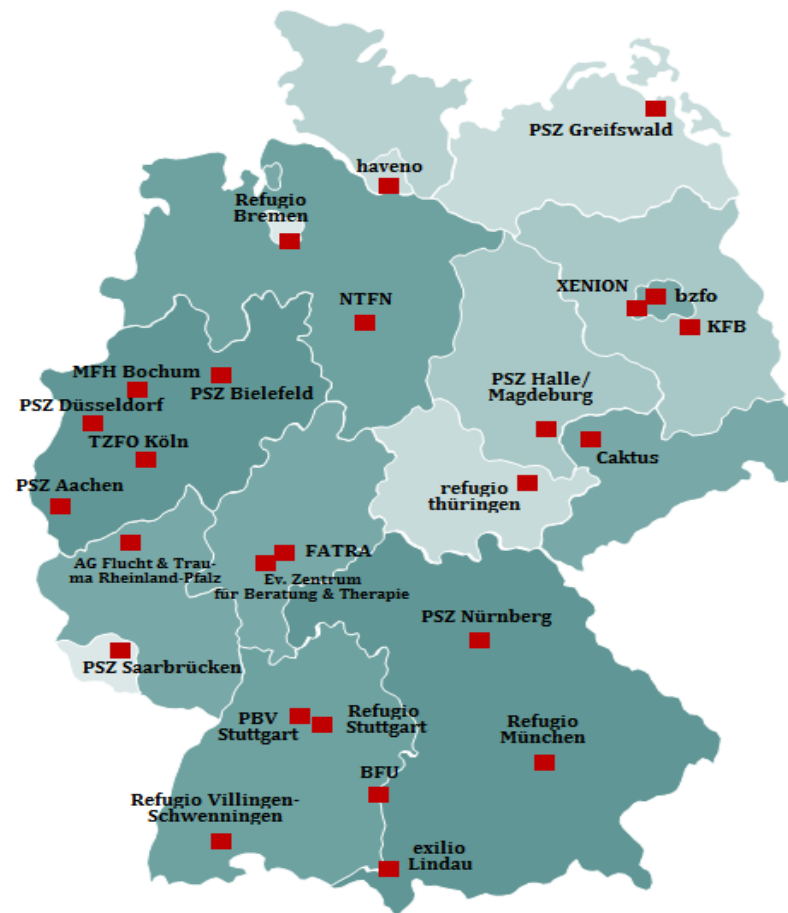 PSZ Greifswald
haveno
Refugio
Bremen
XENION
bzfo
NTFN
KFB
MFH Bochum
PSZ Bielefeld
PSZ Halle/
Magdeburg
PSZ Düsseldorf
TZFO Köln
Caktus
PSZ Aachen
refugio
thüringen
FATRA
AG Flucht & Trau-
ma Rheinland-Pfalz
Ev. Zentrum
für Beratung & Therapie
PSZ Nürnberg
PSZ Saarbrücken
PBV
Stuttgart
Refugio
Stuttgart
Refugio
München
BFU
Refugio Villingen-
Schwenningen
exilio
Lindau